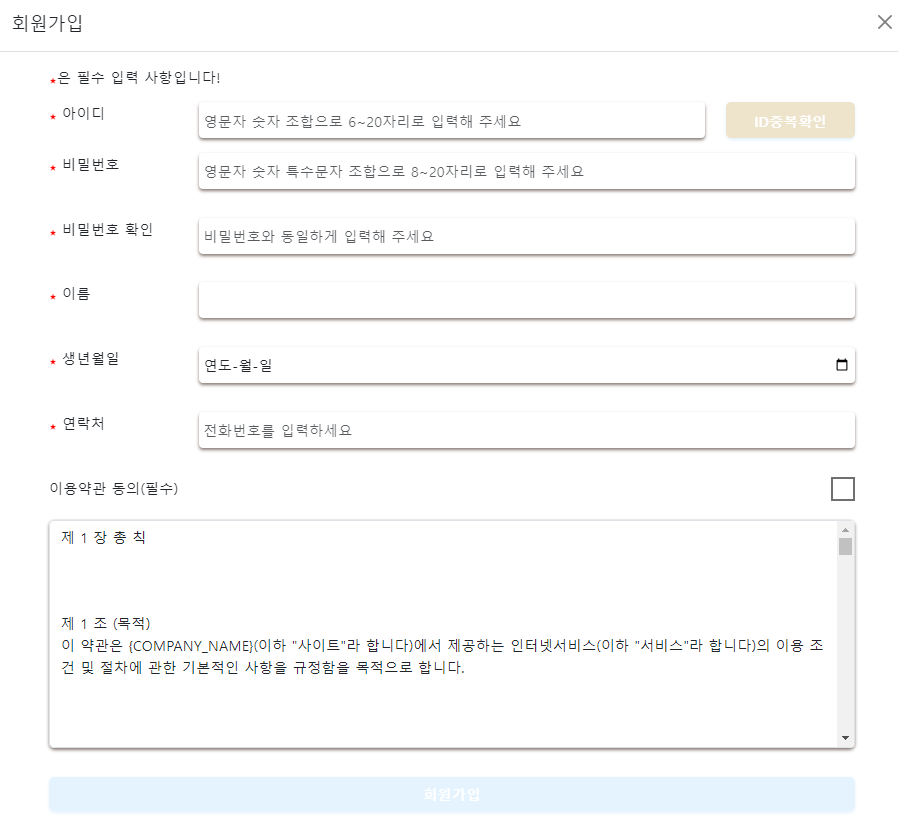 회원가입
*은 필수 입력 사항입니다!
* 아이디
영문자 숫자 조합으로 6~20자리로 입력해 주세요
ID중복확인
* 비밀번호
영문자 숫자 특수문자 조합으로 8~20자리로 입력해 주세요
* 비밀번호 확인
비밀번호와 동일하게 입력해 주세요
* 이름
* 생년월일
연도-월-일
* 연락처
전화번호를 입력하세요
이용약관 동의(필수)
제 1 장 총 칙
제 1 조 (목적)
이 약관은 {COMPANY_NAME}(이하 "사이트"라 합니다)에서 제공하는 인터넷서비스(이하 "서비스"라 합니다)의 이용 조
건 및 절차에 관한 기본적인 사항을 규정함을 목적으로 합니다.
회원가입